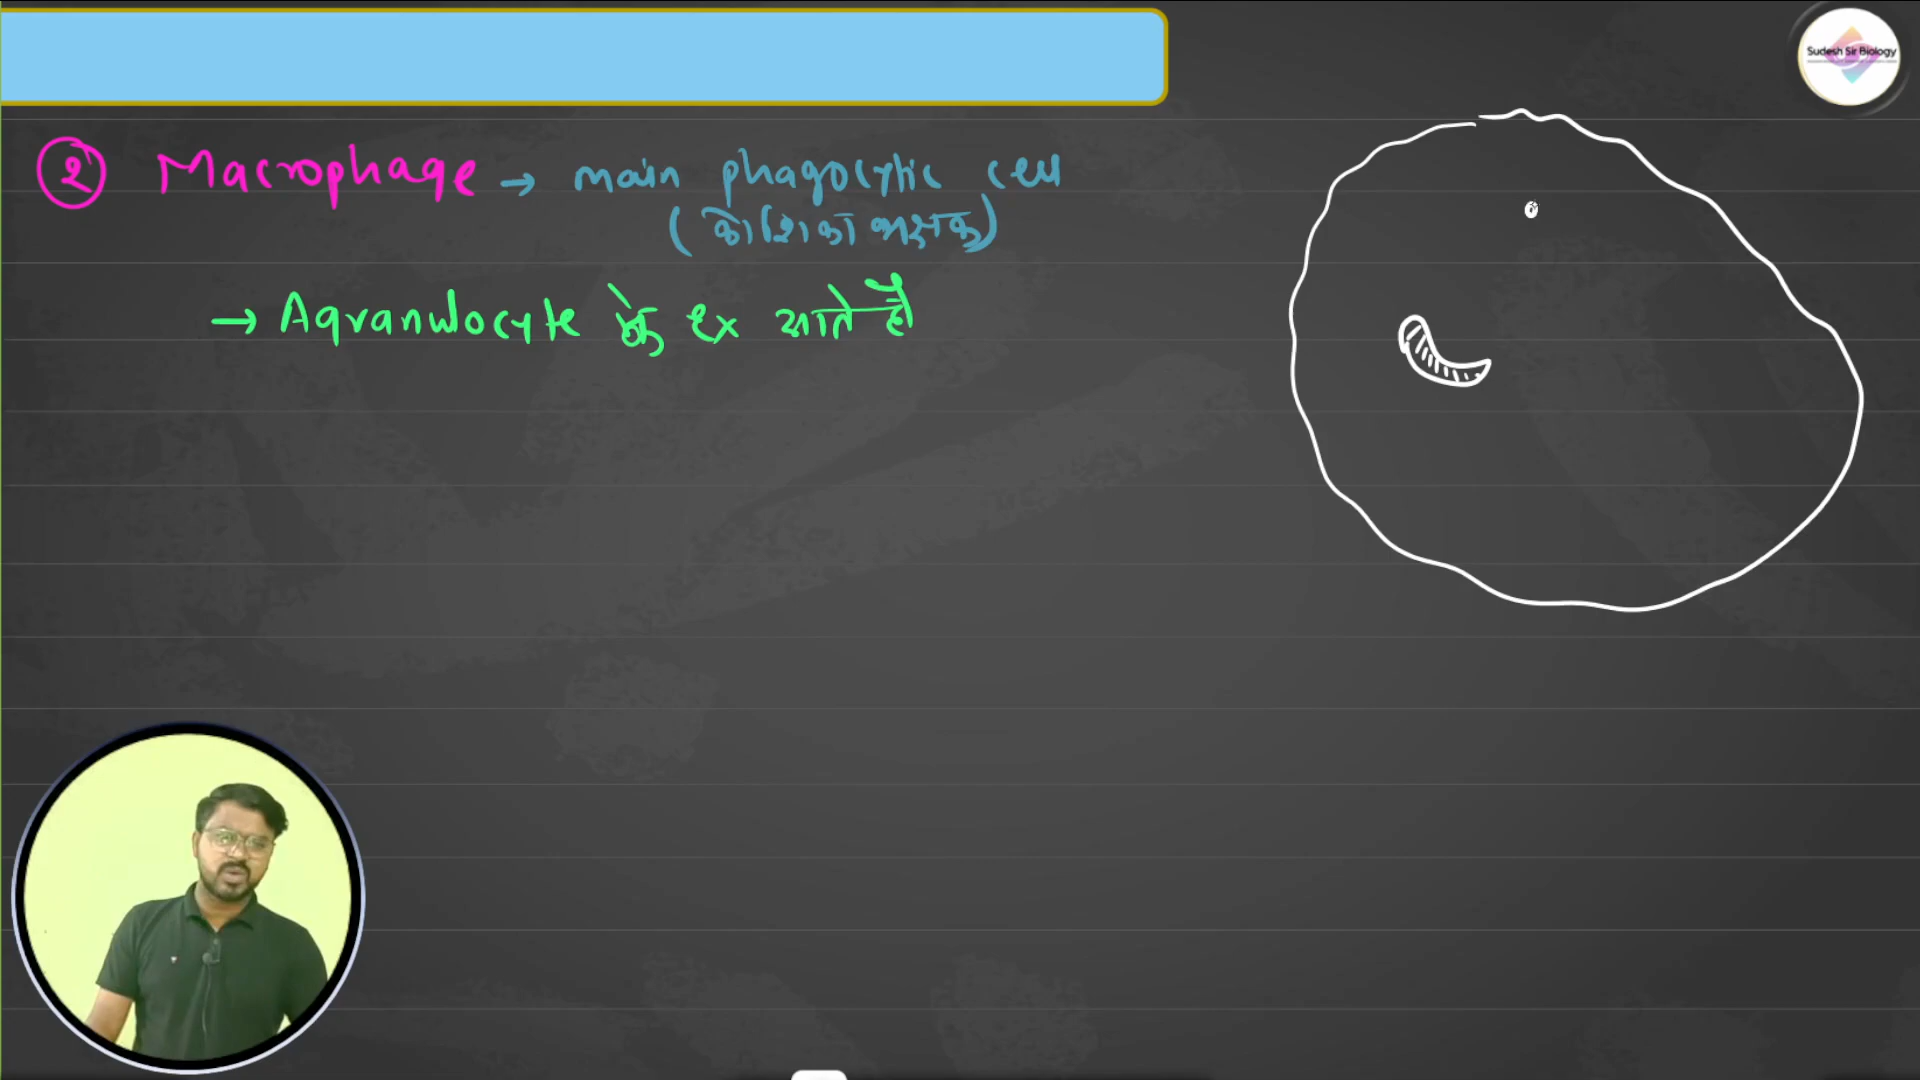 Sudesh Sir Biology
② Macrophage → main phagocytic cell
(कोशिका भक्षक)
→ Agranulocyte के ex आते है